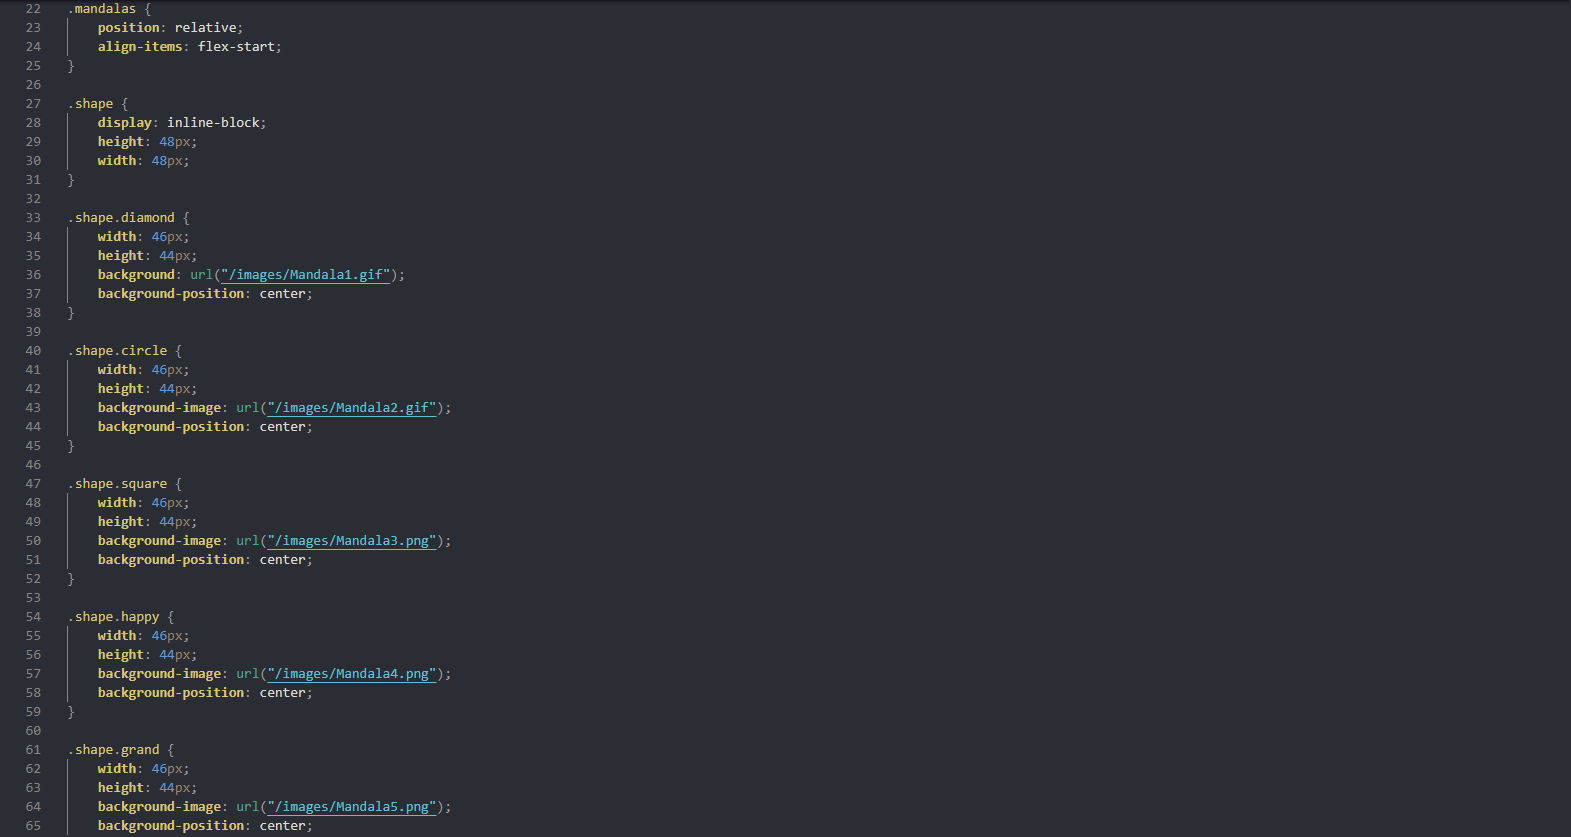 22 .mandalas {
23 position: relative;
24 align-items: flex-start;
25 }
26
27 .shape {
28 display: inline-block;
29 height: 48px;
30 width: 48px;
31 }
32
33 .shape.diamond {
34 width: 46px;
35 height: 44px;
36 background: url("/images/Mandala1.gif");
37 background-position: center;
38 }
39
40 .shape.circle {
41 width: 46px;
42 height: 44px;
43 background-image: url("/images/Mandala2.gif");
44 background-position: center;
45 }
46
47 .shape.square {
48 width: 46px;
49 height: 44px;
50 background-image: url("/images/Mandala3.png");
51 background-position: center;
52 }
53
54 .shape.happy {
55 width: 46px;
56 height: 44px;
57 background-image: url("/images/Mandala4.png");
58 background-position: center;
59 }
60
61 .shape.grand {
62 width: 46px;
63 height: 44px;
64 background-image: url("/images/Mandala5.png");
65 background-position: center;